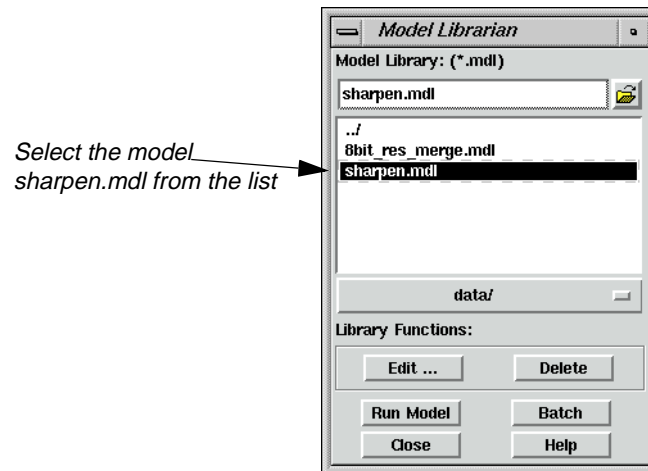 Model Librarian
Model Library: (*.mdl)
sharpen.mdl
../
8bit_res_merge.mdl
sharpen.mdl
Select the model
sharpen.mdl from the list
data/
Library Functions:
Edit ...
Delete
Run Model
Batch
Close
Help